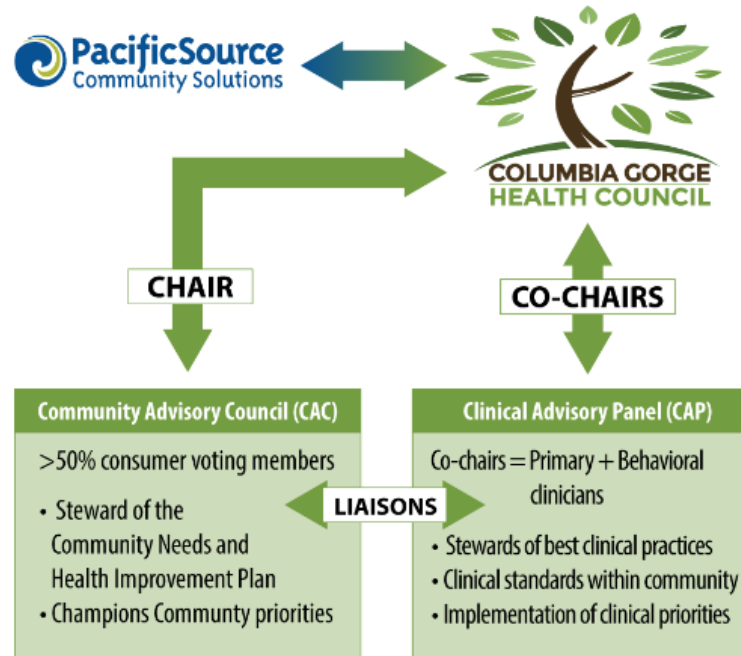 PacificSource
Community Solutions
COLUMBIA GORGE
HEALTH COUNCIL
CHAIR
CO-CHAIRS
Community Advisory Council (CAC)
>50% consumer voting members
• Steward of the
Community Needs and
Health Improvement Plan
• Champions Communty priorities
LIAISONS
Clinical Advisory Panel (CAP)
Co-chairs = Primary + Behavioral
clinicians
• Stewards of best clinical practices
• Clinical standards within community
• Implementation of clinical priorities